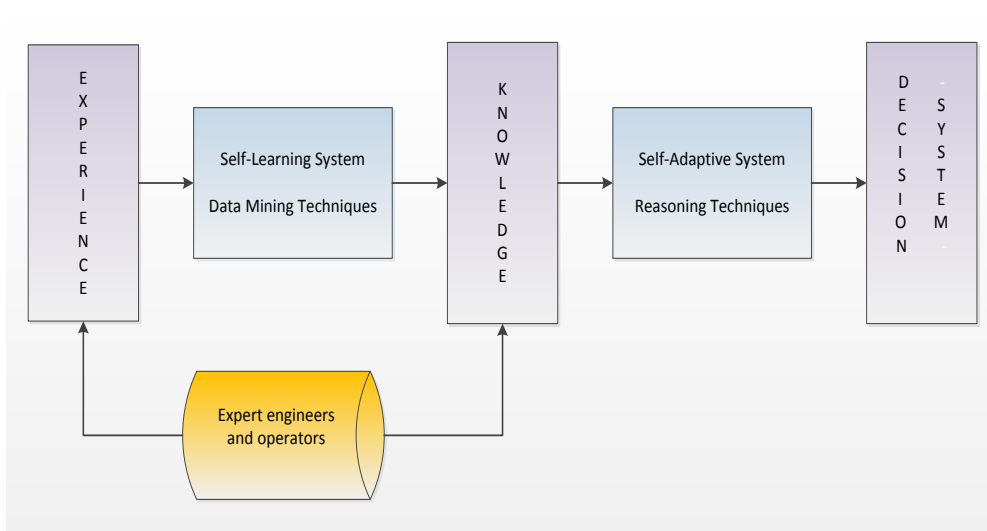 EXPERIENCE
Self-Learning System
Data Mining Techniques
KNOWLEDGE
Self-Adaptive System
Reasoning Techniques
DECISION
-SYSTEM-
Expert engineers
and operators